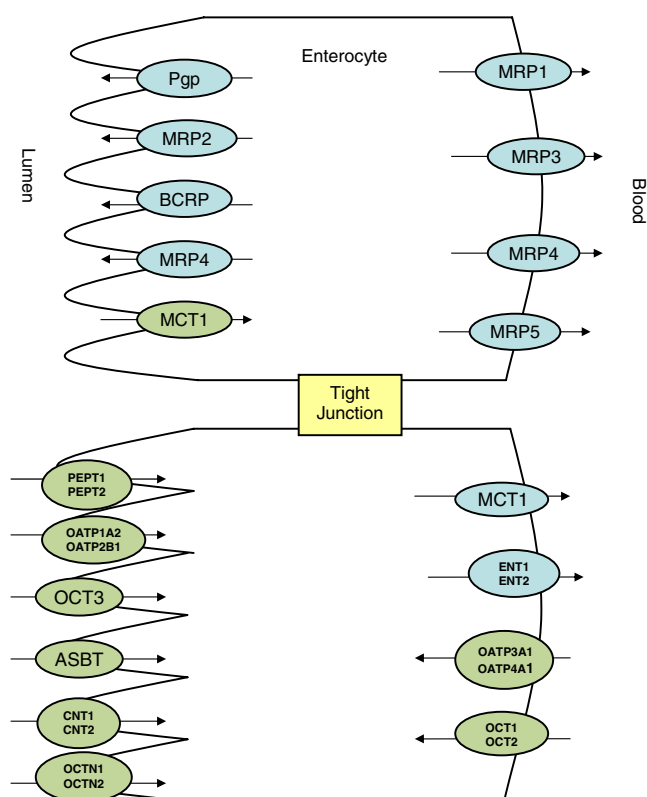 Enterocyte
Lumen
Blood
Pgp
MRP2
BCRP
MRP4
MCT1
MRP1
MRP3
MRP4
MRP5
Tight
Junction
PEPT1
PEPT2
OATP1A2
OATP2B1
OCT3
ASBT
CNT1
CNT2
OCTN1
OCTN2
MCT1
ENT1
ENT2
OATP3A1
OATP4A1
OCT1
OCT2